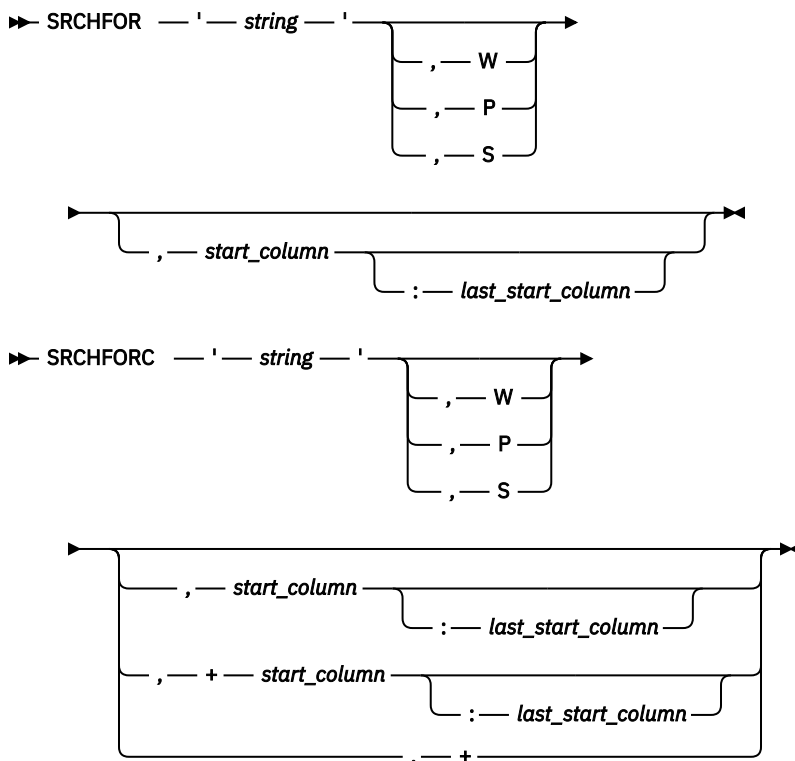 SRCHFOR ' string '
, W
, P
, S
, start_column
: last_start_column
SRCHFORC ' string '
, W
, P
, S
, start_column
: last_start_column
, + start_column
: last_start_column
, +